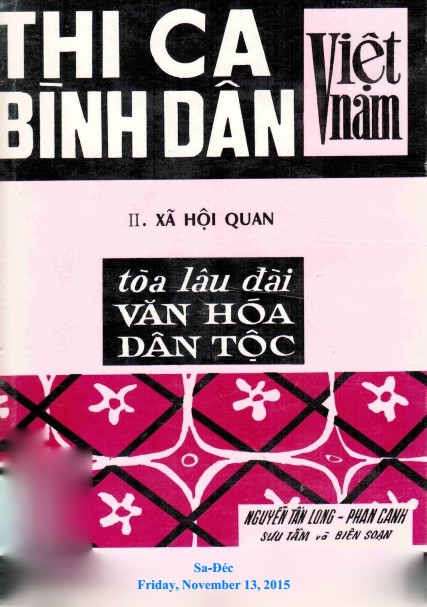 THI CA
BÌNH DÂN
Việt
nam
II. XÃ HỘI QUAN
tòa lâu đài
VĂN HÓA
DÂN TỘC
NGUYỄN TẤN LONG - PHAN CANH
SƯU TẦM và BIÊN SOẠN
Sa-Đéc
Friday, November 13, 2015